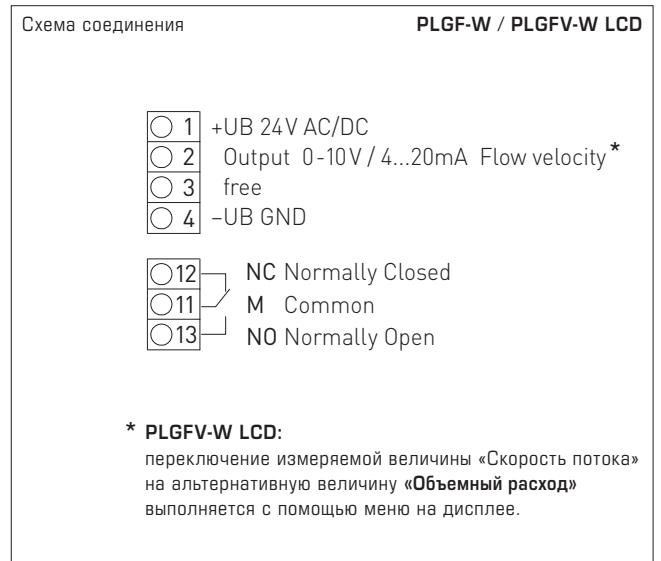 Схема соединения PLGF-W / PLGFV-W LCD
1 +UB 24V AC/DC
2 Output 0-10V / 4...20mA Flow velocity*
3 free
4 –UB GND
12 NC Normally Closed
11 M Common
13 NO Normally Open
* PLGFV-W LCD:
переключение измеряемой величины «Скорость потока»
на альтернативную величину «Объемный расход»
выполняется с помощью меню на дисплее.